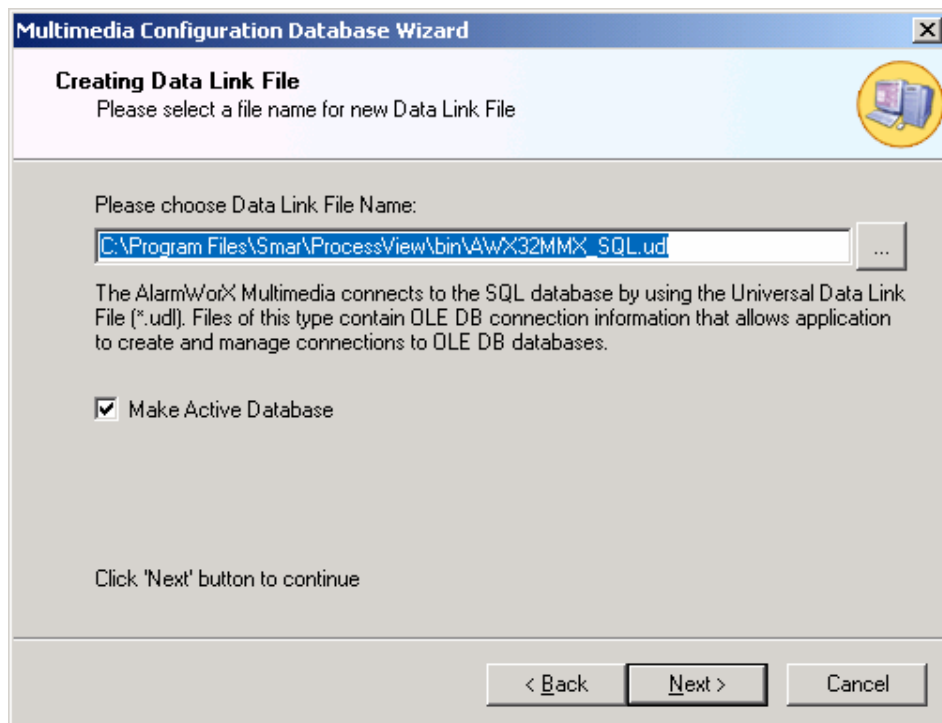 Multimedia Configuration Database Wizard
Creating Data Link File
Please select a file name for new Data Link File
Please choose Data Link File Name:
C:\Program Files\Smar\ProcessView\bin\AWX32MMX_SQL.udl
...
The AlarmWorX Multimedia connects to the SQL database by using the Universal Data Link
File (*.udl). Files of this type contain OLE DB connection information that allows application
to create and manage connections to OLE DB databases.
Make Active Database
Click 'Next' button to continue
< Back
Next >
Cancel